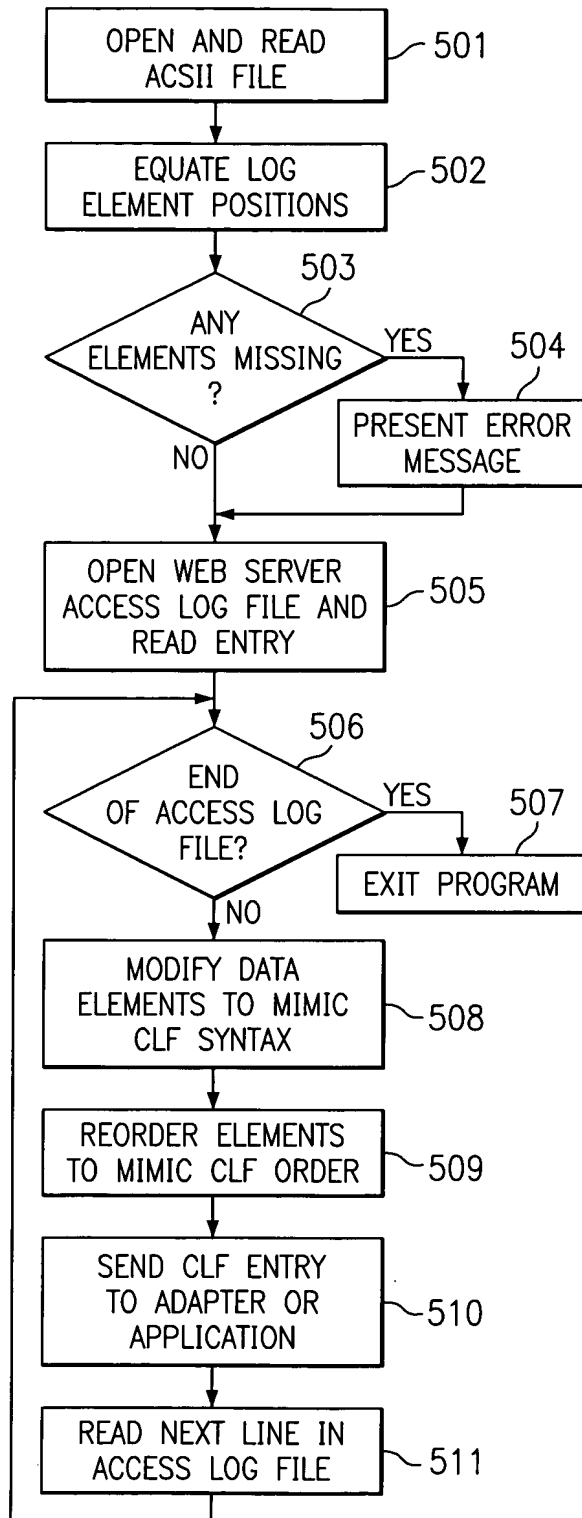 OPEN AND READ
ACSII FILE
501
EQUATE LOG
ELEMENT POSITIONS
502
503
ANY
ELEMENTS MISSING
?
YES
NO
504
PRESENT ERROR
MESSAGE
OPEN WEB SERVER
ACCESS LOG FILE AND
READ ENTRY
505
506
END
OF ACCESS LOG
FILE?
YES
NO
507
EXIT PROGRAM
MODIFY DATA
ELEMENTS TO MIMIC
CLF SYNTAX
508
REORDER ELEMENTS
TO MIMIC CLF ORDER
509
SEND CLF ENTRY
TO ADAPTER OR
APPLICATION
510
READ NEXT LINE IN
ACCESS LOG FILE
511